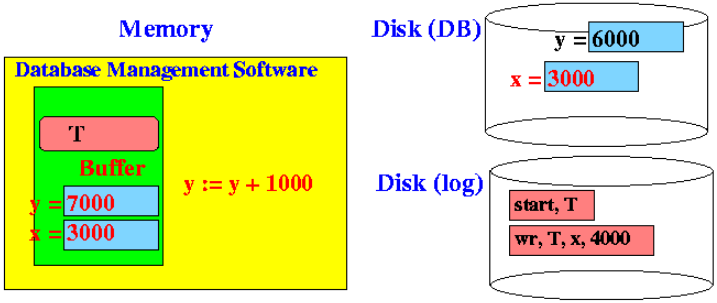 Memory
Disk (DB)
y = 6000
x = 3000
Database Management Software
T
Buffer
y = 7000
x = 3000
y := y + 1000
Disk (log)
start, T
wr, T, x, 4000